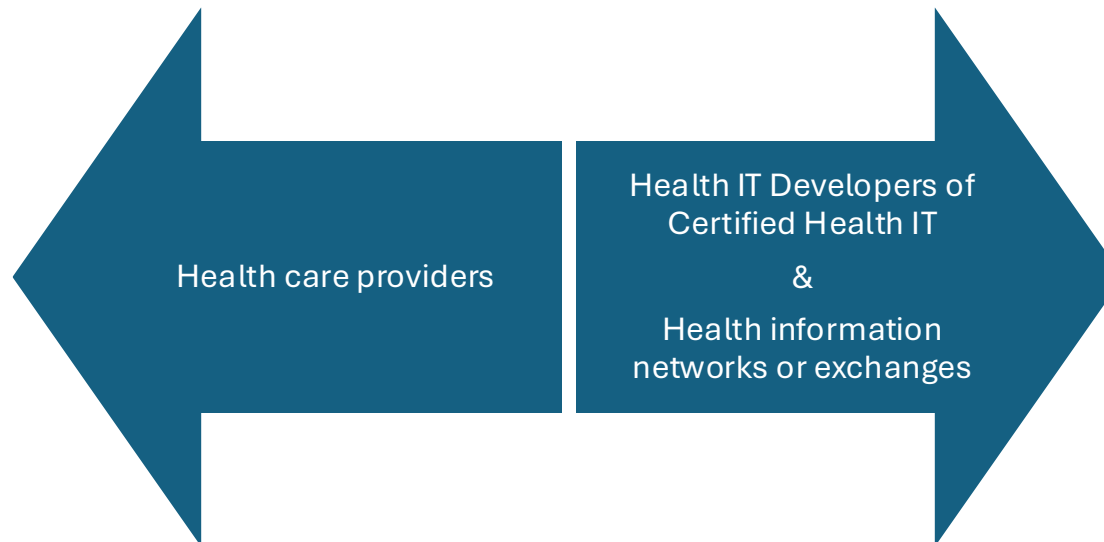 Health care providers
Health IT Developers of
Certified Health IT
&
Health information
networks or exchanges